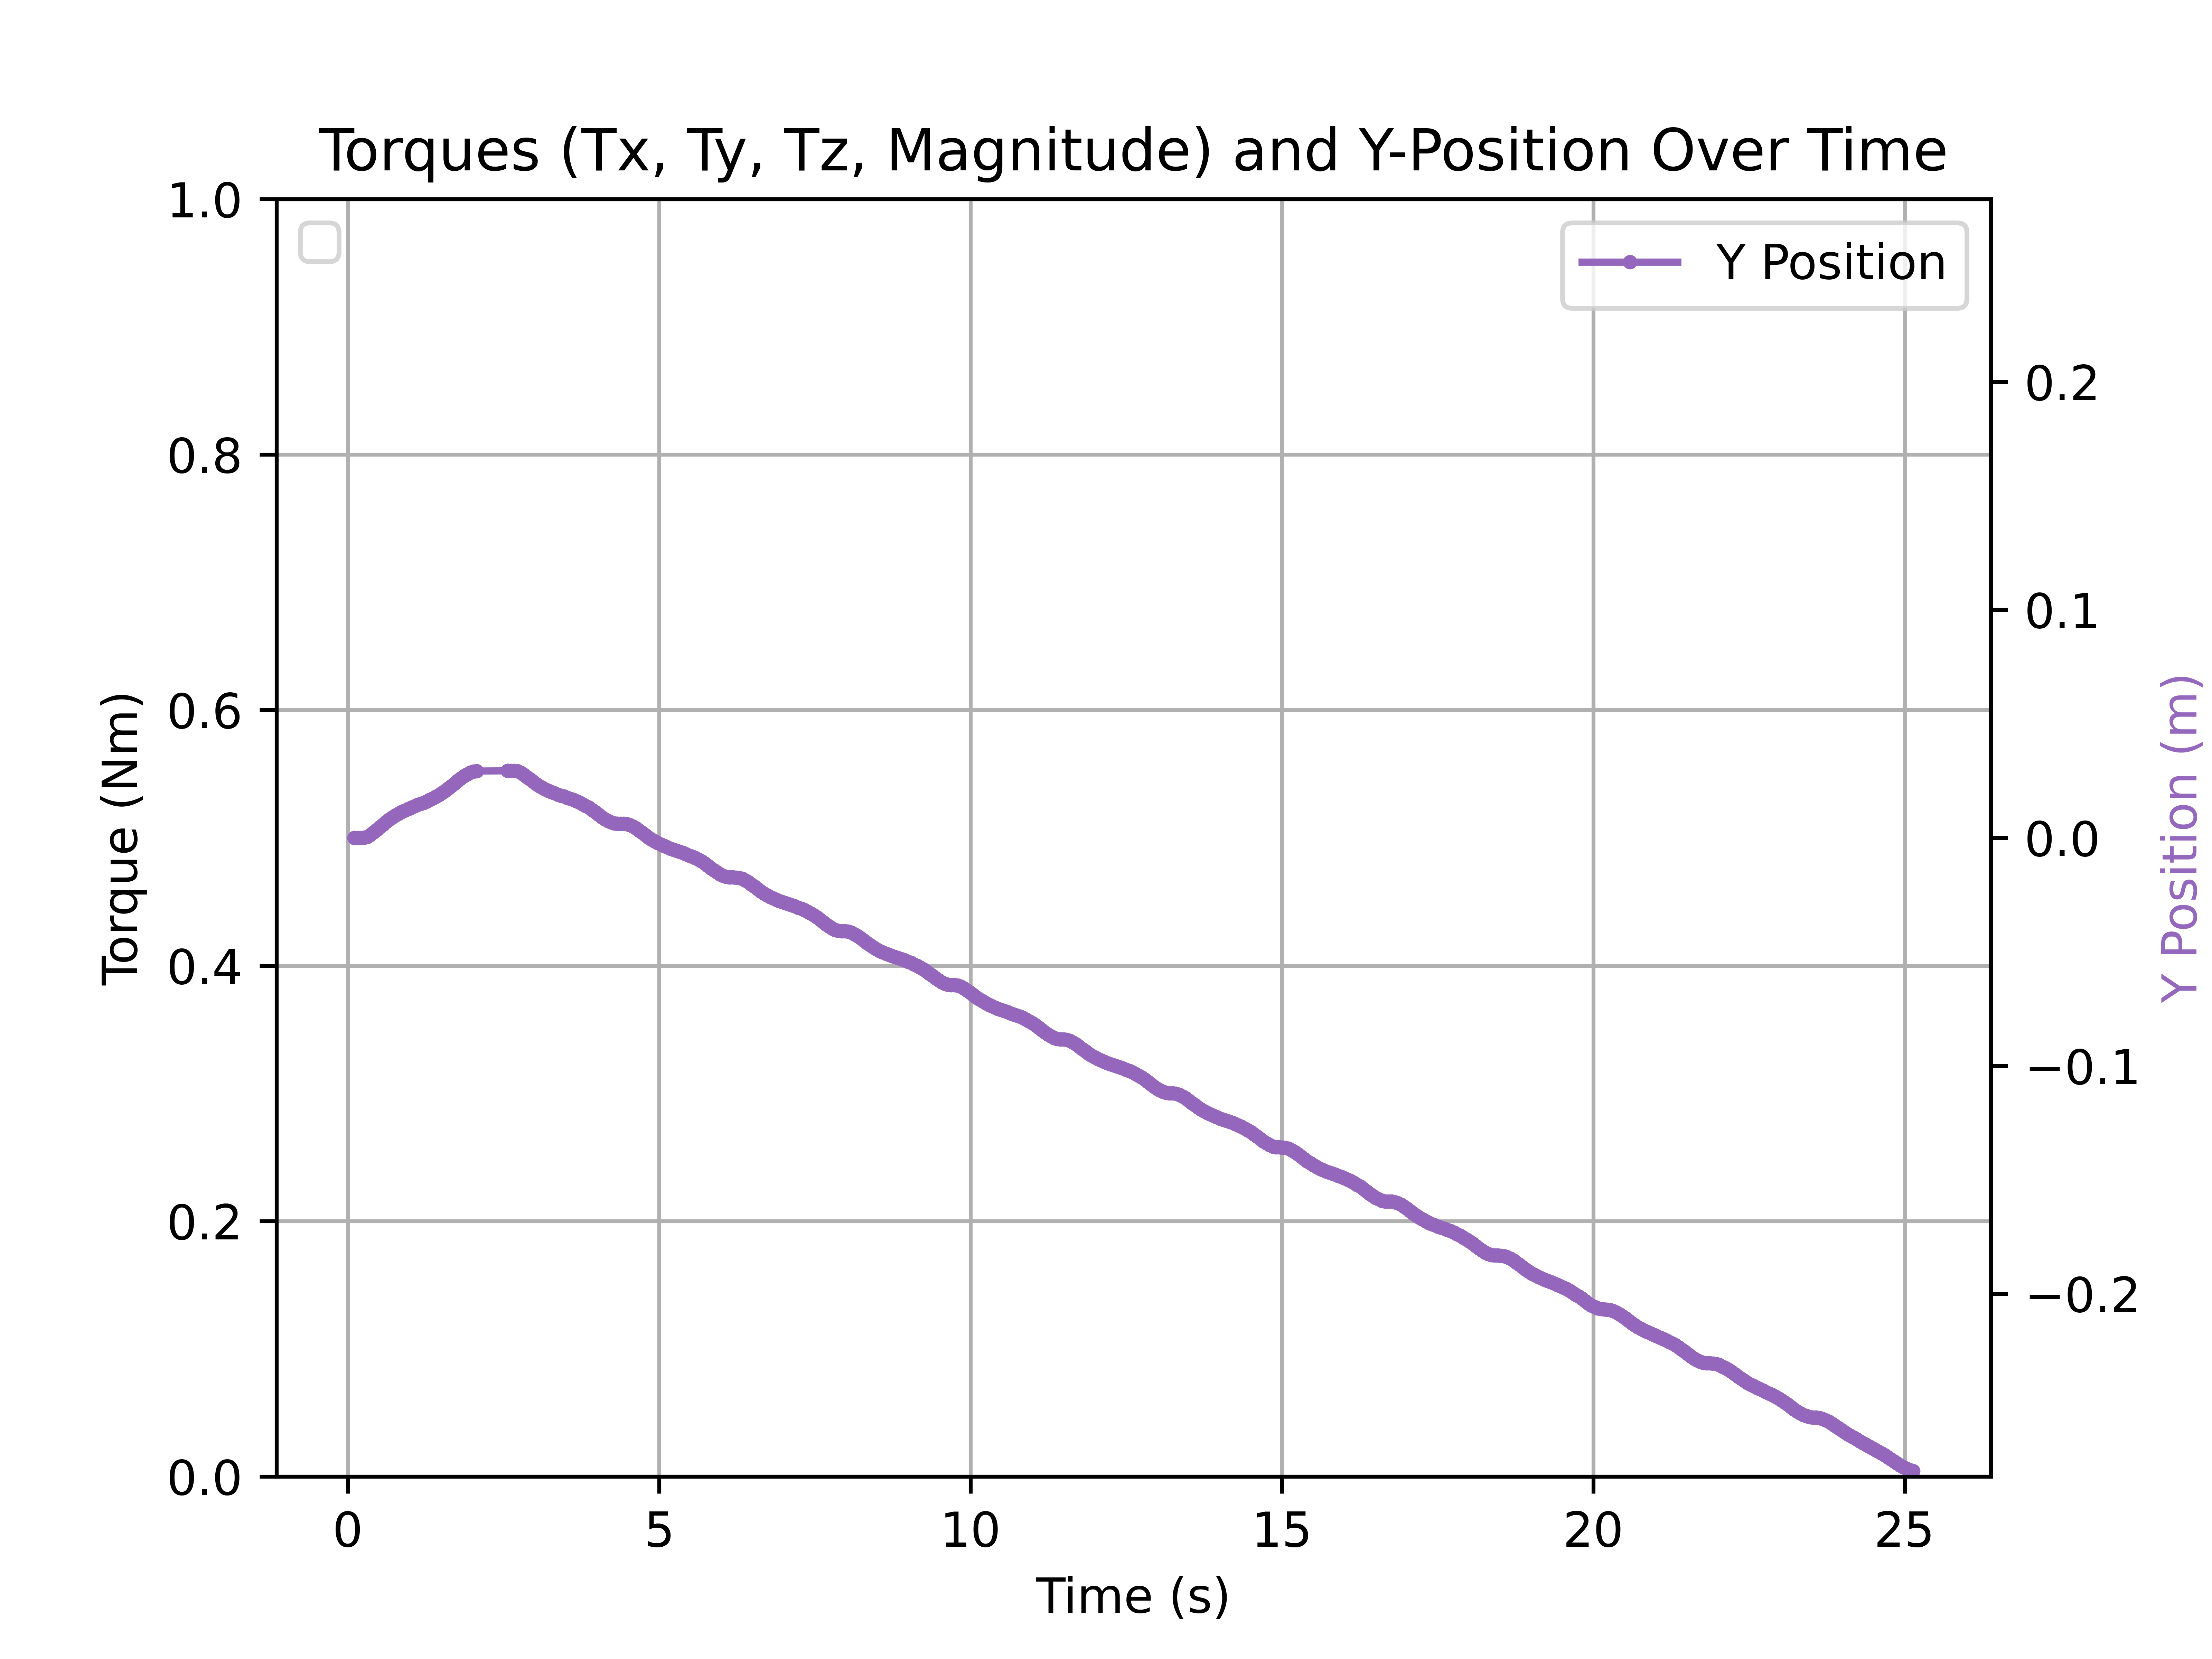 Torques (Tx, Ty, Tz, Magnitude) and Y-Position Over Time
1.0
0.8
0.6
0.4
0.2
0.0
Torque (Nm)
Y Position
0.2
0.1
0.0
−0.1
−0.2
Y Position (m)
0 5 10 15 20 25
Time (s)